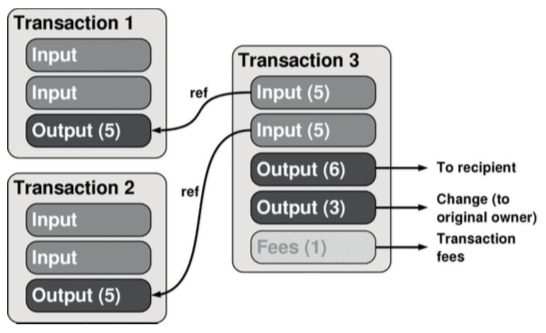 Transaction 1
Input
Input
Output (5)
ref
Transaction 2
Input
Input
Output (5)
ref
Transaction 3
Input (5)
Input (5)
Output (6)
Output (3)
Fees (1)
To recipient
Change (to
original owner)
Transaction
fees